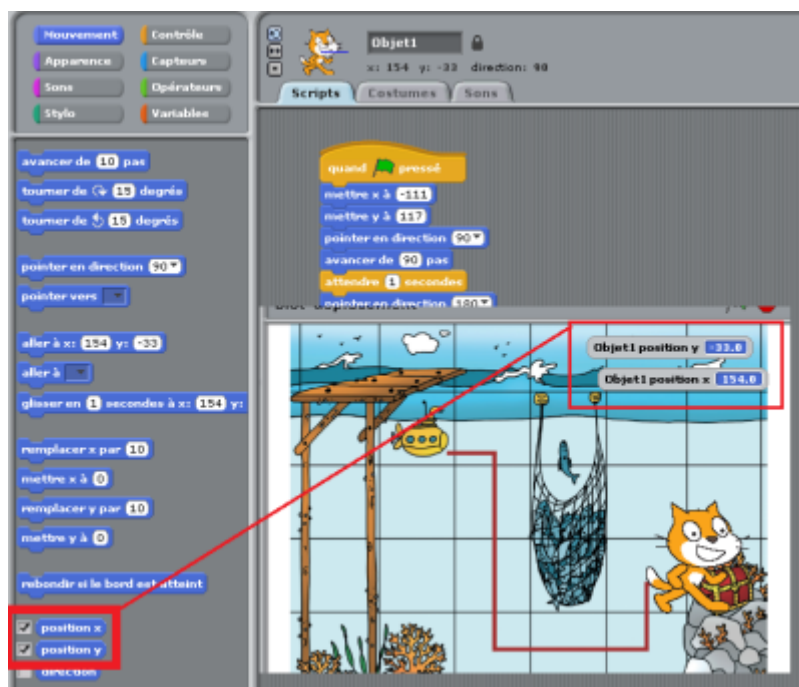 Mouvement Contrôle
Apparence Capteurs
Sons Opérateurs
Stylo Variables
avancer de 10 pas
tourner de 15 degrés
tourner de 15 degrés
pointer en direction 90
pointer vers
aller à x: 154 y: -33
aller à
glisser en 1 secondes à x: 154 y:
remplacer x par 10
mettre x à 0
remplacer y par 10
mettre y à 0
rebondir si le bord est atteint
position x
position y
direction
Objet1
x: 154 y: -33 direction: 90
Scripts Costumes Sons
quand pressé
mettre x à -111
mettre y à 117
pointer en direction 90
avancer de 90 pas
attendre 1 secondes
pointer en direction 180
Objet1 position y -33.0
Objet1 position x 154.0